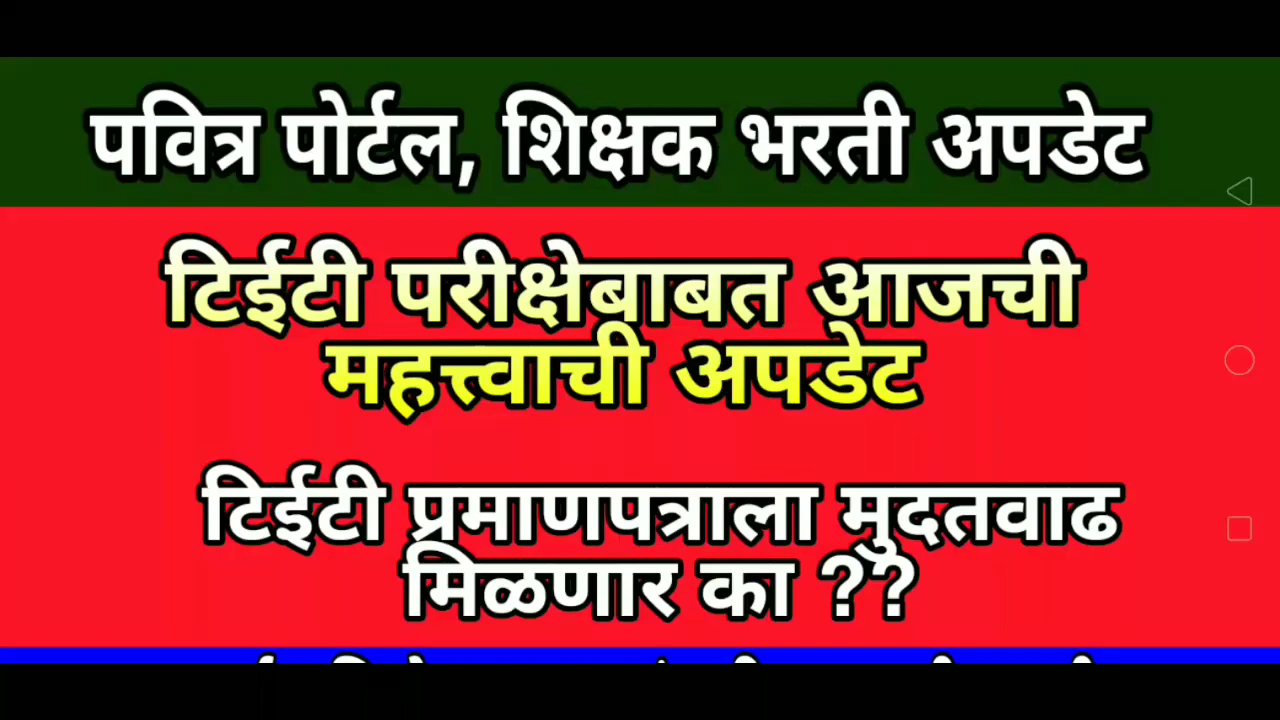 पवित्र पोर्टल, शिक्षक भरती अपडेट
टिईटी परीक्षेबाबत आजची
महत्त्वाची अपडेट
टिईटी प्रमाणपत्राला मुदतवाढ
मिळणार का ??